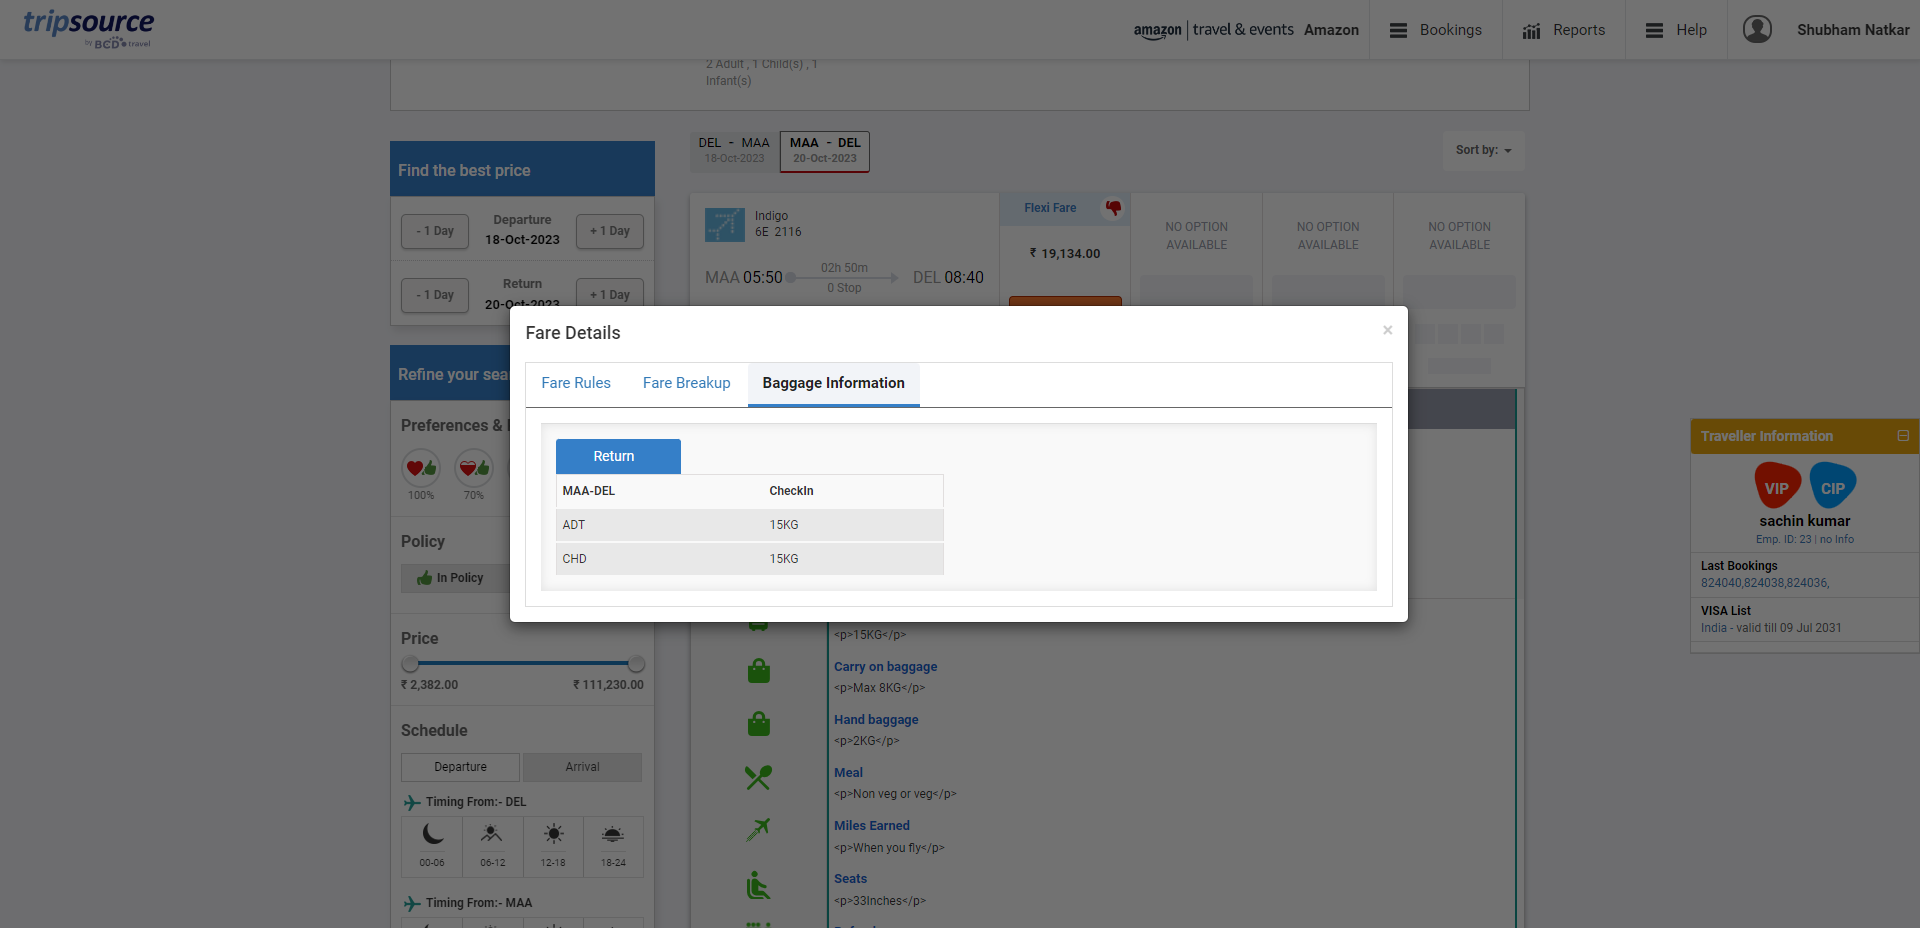 tripsource
by BCD travel
amazon | travel & events Amazon
Bookings
Reports
Help
Shubham Natkar
2 Adult , 1 Child(s) , 1
Infant(s)
Find the best price
- 1 Day
Departure
18-Oct-2023
+ 1 Day
- 1 Day
Return
20-Oct-2023
+ 1 Day
DEL - MAA
18-Oct-2023
MAA - DEL
20-Oct-2023
Sort by:
Indigo
6E 2116
MAA 05:50
02h 50m
0 Stop
DEL 08:40
Flexi Fare
₹ 19,134.00
NO OPTION
AVAILABLE
NO OPTION
AVAILABLE
NO OPTION
AVAILABLE
Fare Details
×
Fare Rules
Fare Breakup
Baggage Information
Return
MAA-DEL CheckIn
ADT 15KG
CHD 15KG
Refine your sea
Preferences &
100%
70%
Policy
In Policy
Price
₹ 2,382.00
₹ 111,230.00
Schedule
Departure
Arrival
Timing From:- DEL
00-06
06-12
12-18
18-24
Timing From:- MAA
<p>15KG</p>
Carry on baggage
<p>Max 8KG</p>
Hand baggage
<p>2KG</p>
Meal
<p>Non veg or veg</p>
Miles Earned
<p>When you fly</p>
Seats
<p>33Inches</p>
Traveller Information
VIP
CIP
sachin kumar
Emp. ID: 23 | no Info
Last Bookings
824040,824038,824036,
VISA List
India - valid till 09 Jul 2031